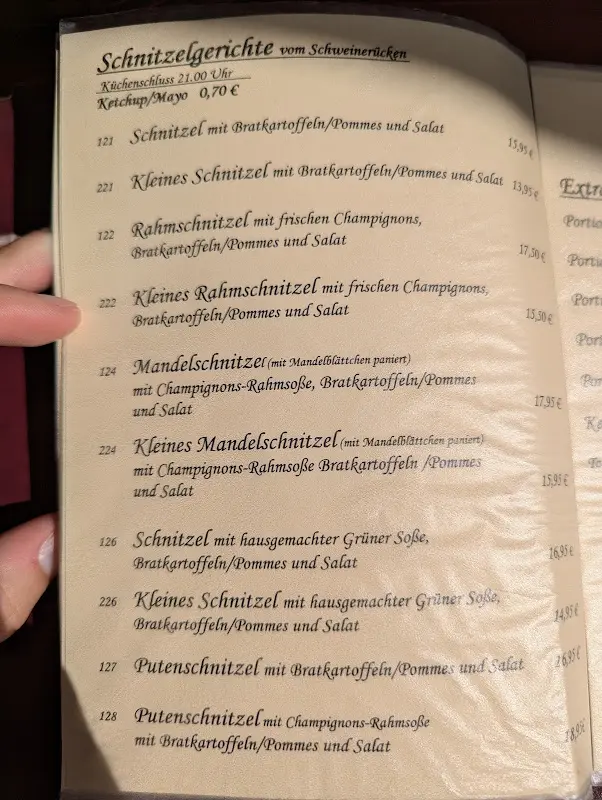 Schnitzelgerichte vom Schweinerücken
Küchenschluss 21.00 Uhr
Ketchup/Mayo 0,70 €
121 Schnitzel mit Bratkartoffeln/Pommes und Salat 15,95 €
221 Kleines Schnitzel mit Bratkartoffeln/Pommes und Salat 13,95 €
122 Rahmschnitzel mit frischen Champignons,
Bratkartoffeln/Pommes und Salat 17,50 €
222 Kleines Rahmschnitzel mit frischen Champignons,
Bratkartoffeln/Pommes und Salat 15,50 €
124 Mandelschnitzel (mit Mandelblättchen paniert)
mit Champignons-Rahmsoße, Bratkartoffeln/Pommes
und Salat 17,95 €
224 Kleines Mandelschnitzel (mit Mandelblättchen paniert)
mit Champignons-Rahmsoße Bratkartoffeln /Pommes
und Salat 15,95 €
126 Schnitzel mit hausgemachter Grüner Soße,
Bratkartoffeln/Pommes und Salat 16,95 €
226 Kleines Schnitzel mit hausgemachter Grüner Soße,
Bratkartoffeln/Pommes und Salat 14,95 €
127 Putenschnitzel mit Bratkartoffeln/Pommes und Salat 16,95 €
128 Putenschnitzel mit Champignons-Rahmsoße
mit Bratkartoffeln/Pommes und Salat 18,95 €